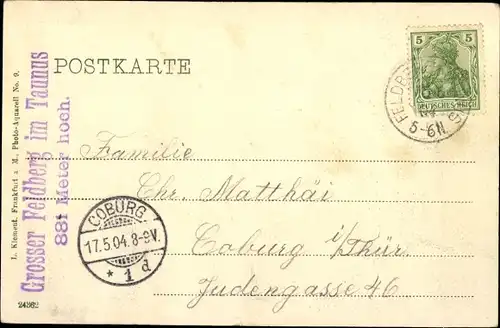 POSTKARTE
5 5
DEUTSCHES REICH
5-6N
Grosser Feldberg im Taunus
881 Meter hoch.
L. Klement, Frankfurt a M., Photo-Aquarell No. 9.
Familie
Chr. Matthäi
Coburg i/Thür.
Judengasse 46
COBURG
17.5.04.8-9V.
* 1 d
24362